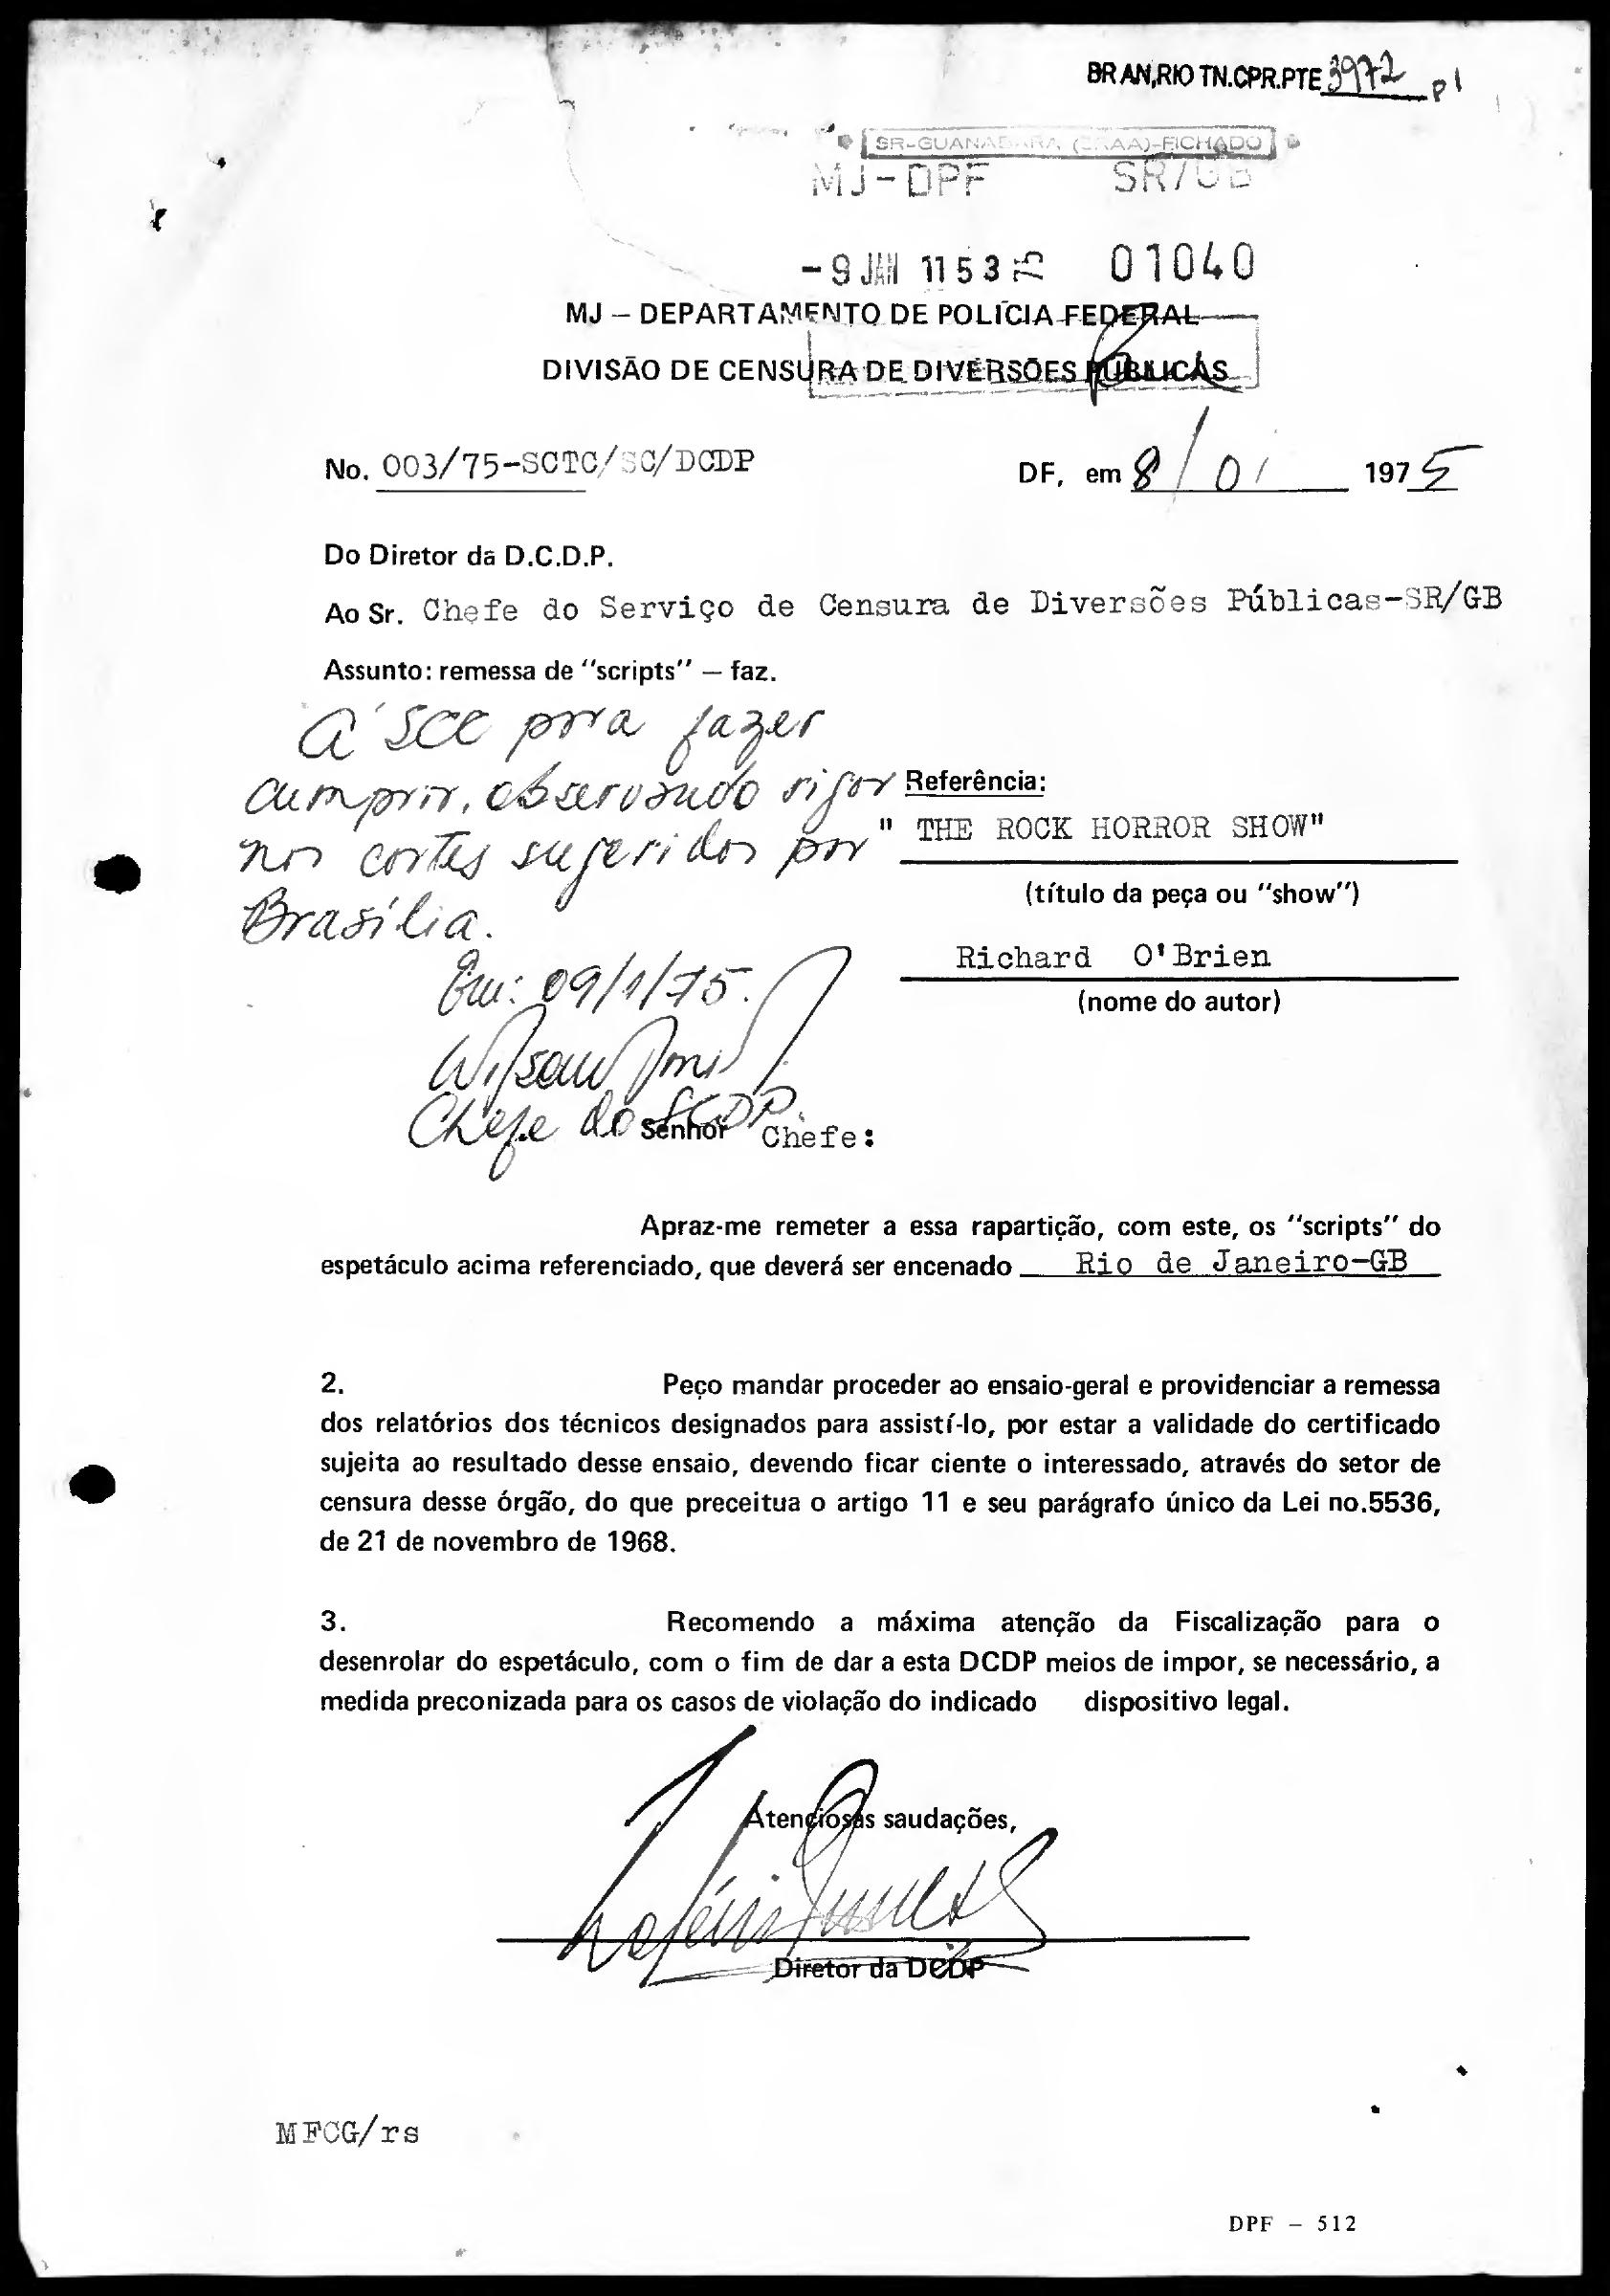 BR AN,RIO TN.CPR.PTE 3972 p1
SR-GUANABARA (SRAA)-FICHADO
MJ-DPF SR/GB
-9 JAN 1153 75 01040
MJ – DEPARTAMENTO DE POLÍCIA FEDERAL
DIVISÃO DE CENSURA DE DIVERSÕES PÚBLICAS
No. 003/75-SCTC/SC/DCDP
DF, em 8/01 1975
Do Diretor da D.C.D.P.
Ao Sr. Chefe do Serviço de Censura de Diversões Públicas-SR/GB
Assunto: remessa de "scripts" – faz.
À SCC para fazer
cumprir, observando rigor
nos cortes sugeridos por
Brasília.
Em: 09/1/75.
Wilson
Chefe do SCDP.
Referência:
" THE ROCK HORROR SHOW"
(título da peça ou "show")
Richard O'Brien
(nome do autor)
Senhor Chefe:
Apraz-me remeter a essa rapartição, com este, os "scripts" do
espetáculo acima referenciado, que deverá ser encenado Rio de Janeiro-GB
2. Peço mandar proceder ao ensaio-geral e providenciar a remessa
dos relatórios dos técnicos designados para assistí-lo, por estar a validade do certificado
sujeita ao resultado desse ensaio, devendo ficar ciente o interessado, através do setor de
censura desse órgão, do que preceitua o artigo 11 e seu parágrafo único da Lei no.5536,
de 21 de novembro de 1968.
3. Recomendo a máxima atenção da Fiscalização para o
desenrolar do espetáculo, com o fim de dar a esta DCDP meios de impor, se necessário, a
medida preconizada para os casos de violação do indicado dispositivo legal.
Atenciosas saudações,
Diretor da DCDP
MFCG/rs
DPF – 512